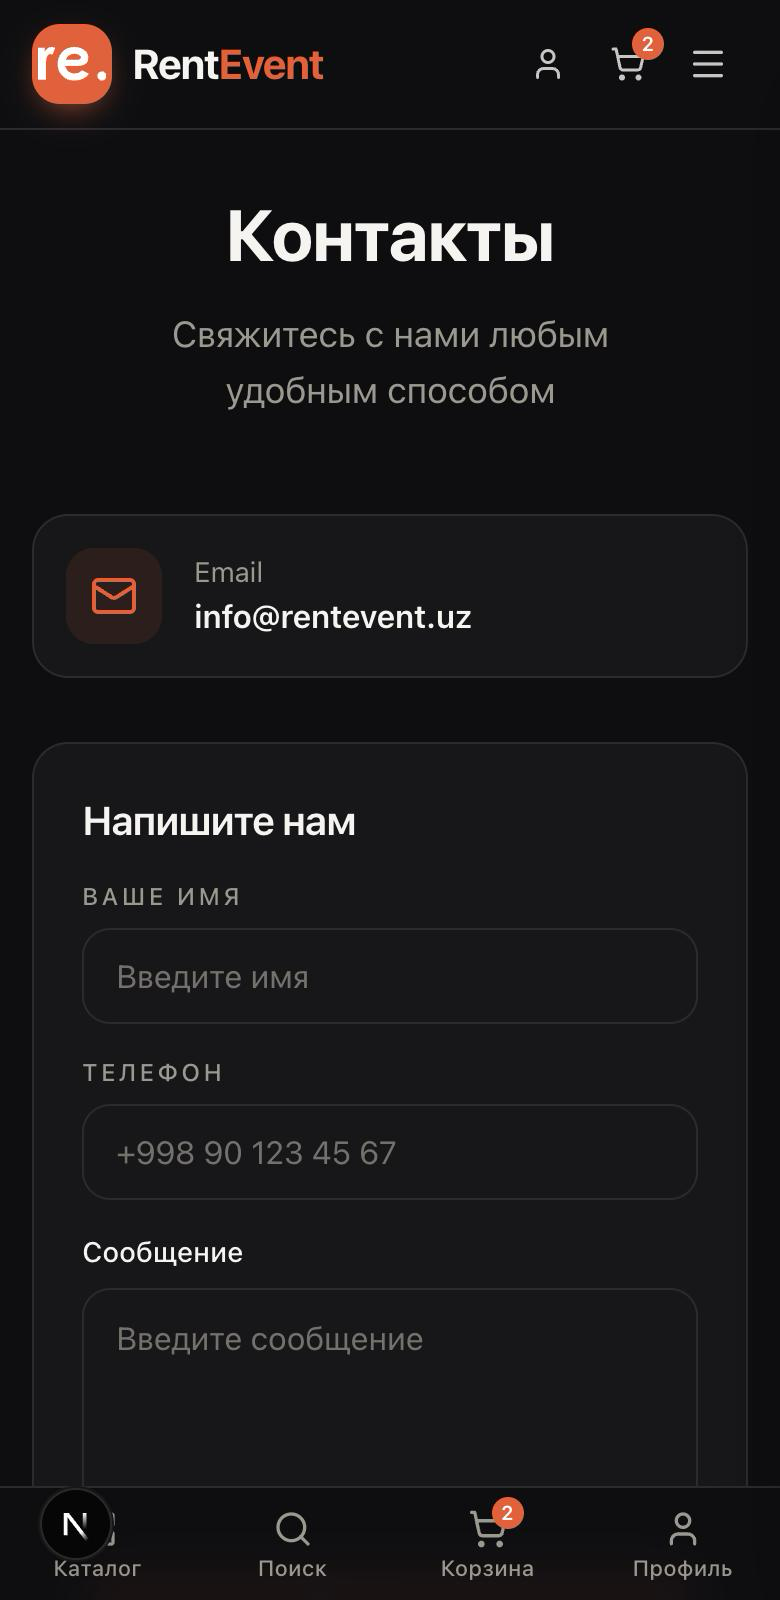 re.
RentEvent
2
Контакты
Свяжитесь с нами любым
удобным способом
Email
info@rentevent.uz
Напишите нам
ВАШЕ ИМЯ
Введите имя
ТЕЛЕФОН
+998 90 123 45 67
Сообщение
Введите сообщение
N
2
Каталог
Поиск
Корзина
Профиль